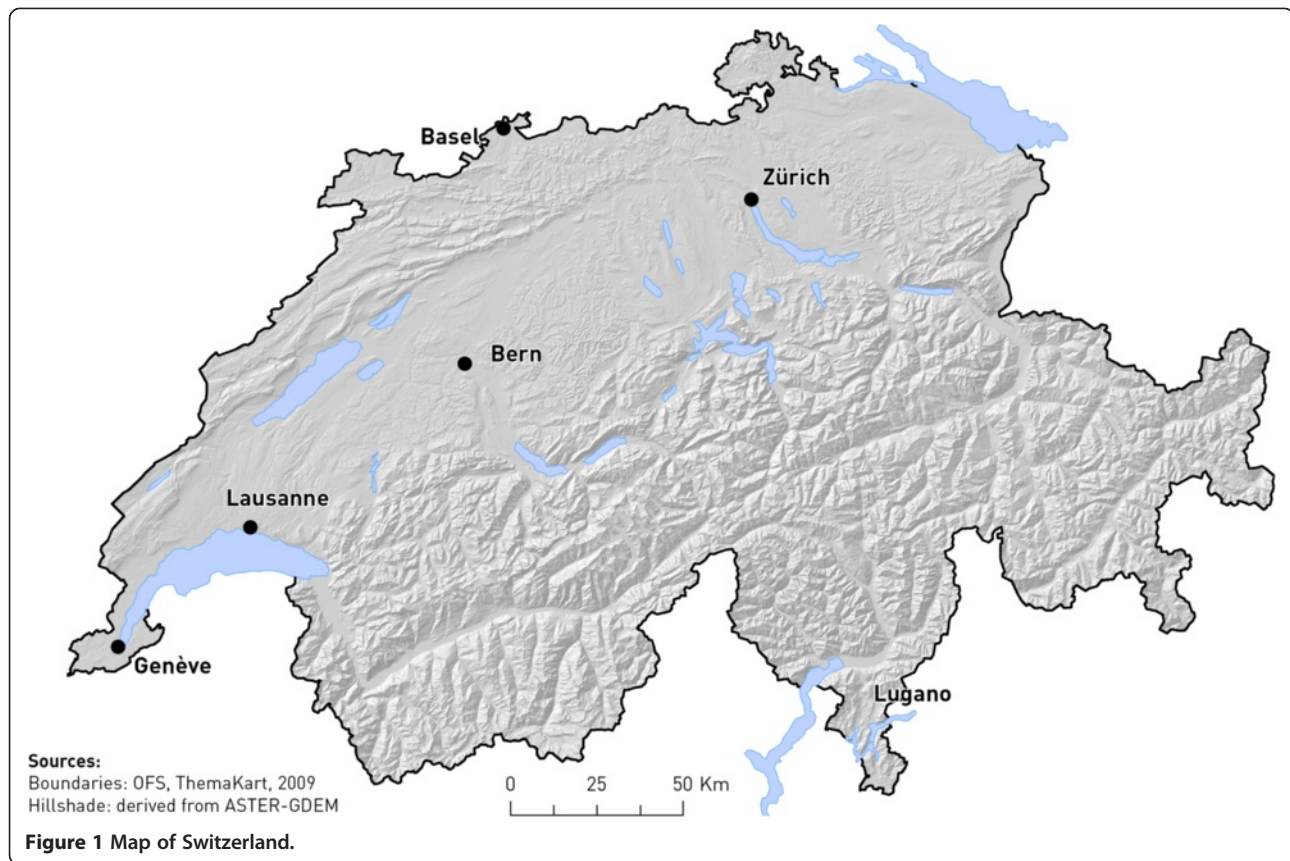 Basel
Zürich
Bern
Lausanne
Genève
Lugano
Sources:
Boundaries: OFS, ThemaKart, 2009
Hillshade: derived from ASTER-GDEM
0 25 50 Km
Figure 1 Map of Switzerland.